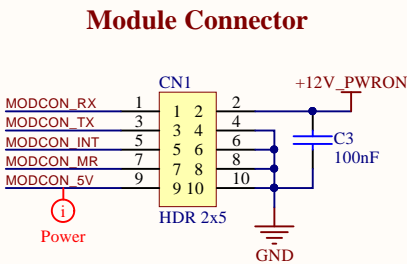 Module Connector
CN1
+12V_PWRON
MODCON_RX 1 1 2 2
MODCON_TX 3 3 4 4
MODCON_INT 5 5 6 6
MODCON_MR 7 7 8 8
MODCON_5V 9 9 10 10
C3
100nF
i
HDR 2x5
Power
GND